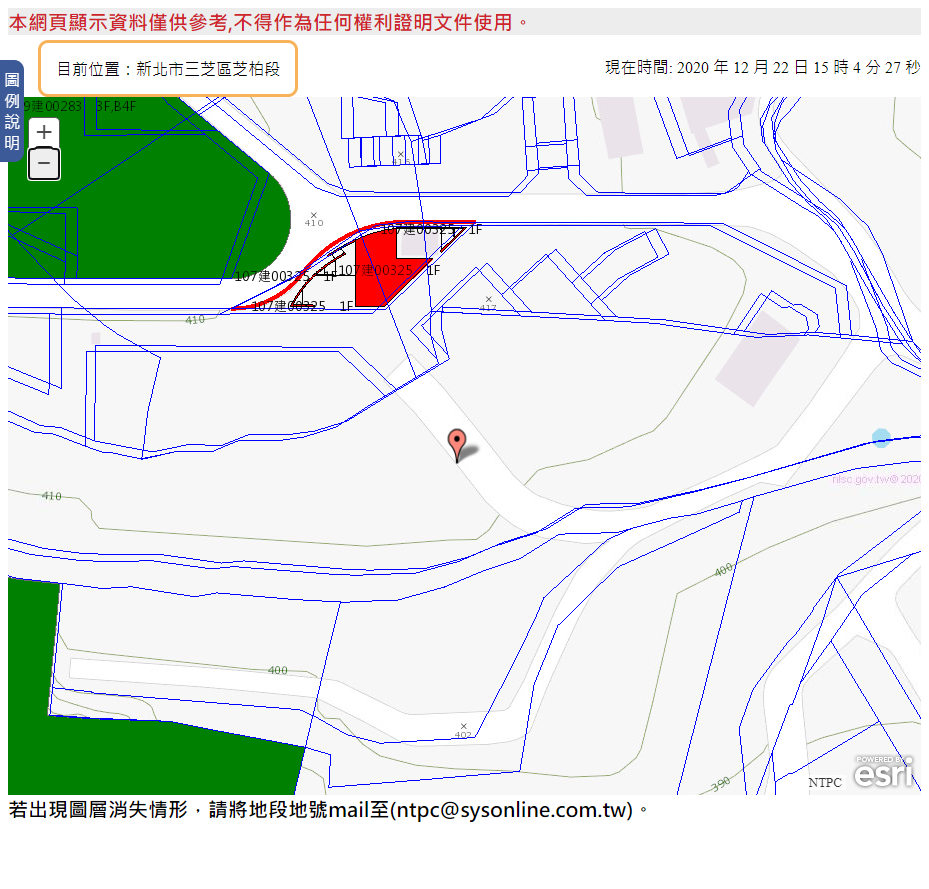 本網頁顯示資料僅供參考,不得作為任何權利證明文件使用。
目前位置：新北市三芝區芝柏段
現在時間: 2020 年 12 月 22 日 15 時 4 分 27 秒
圖例說明
9建00283 3F,B4F
+
−
415
410
107建00325 1F
107建00325 1F
107建00325 1F
107建00325 1F
417
410
410
nlsc.gov.tw© 2020
400
400
402
390
NTPC
POWERED BY
esri
若出現圖層消失情形，請將地段地號mail至(ntpc@sysonline.com.tw)。